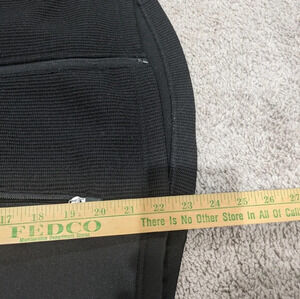 17 18 19 20 21 22 23 24 25 26 27
FEDCO There Is No Other Store In All Of